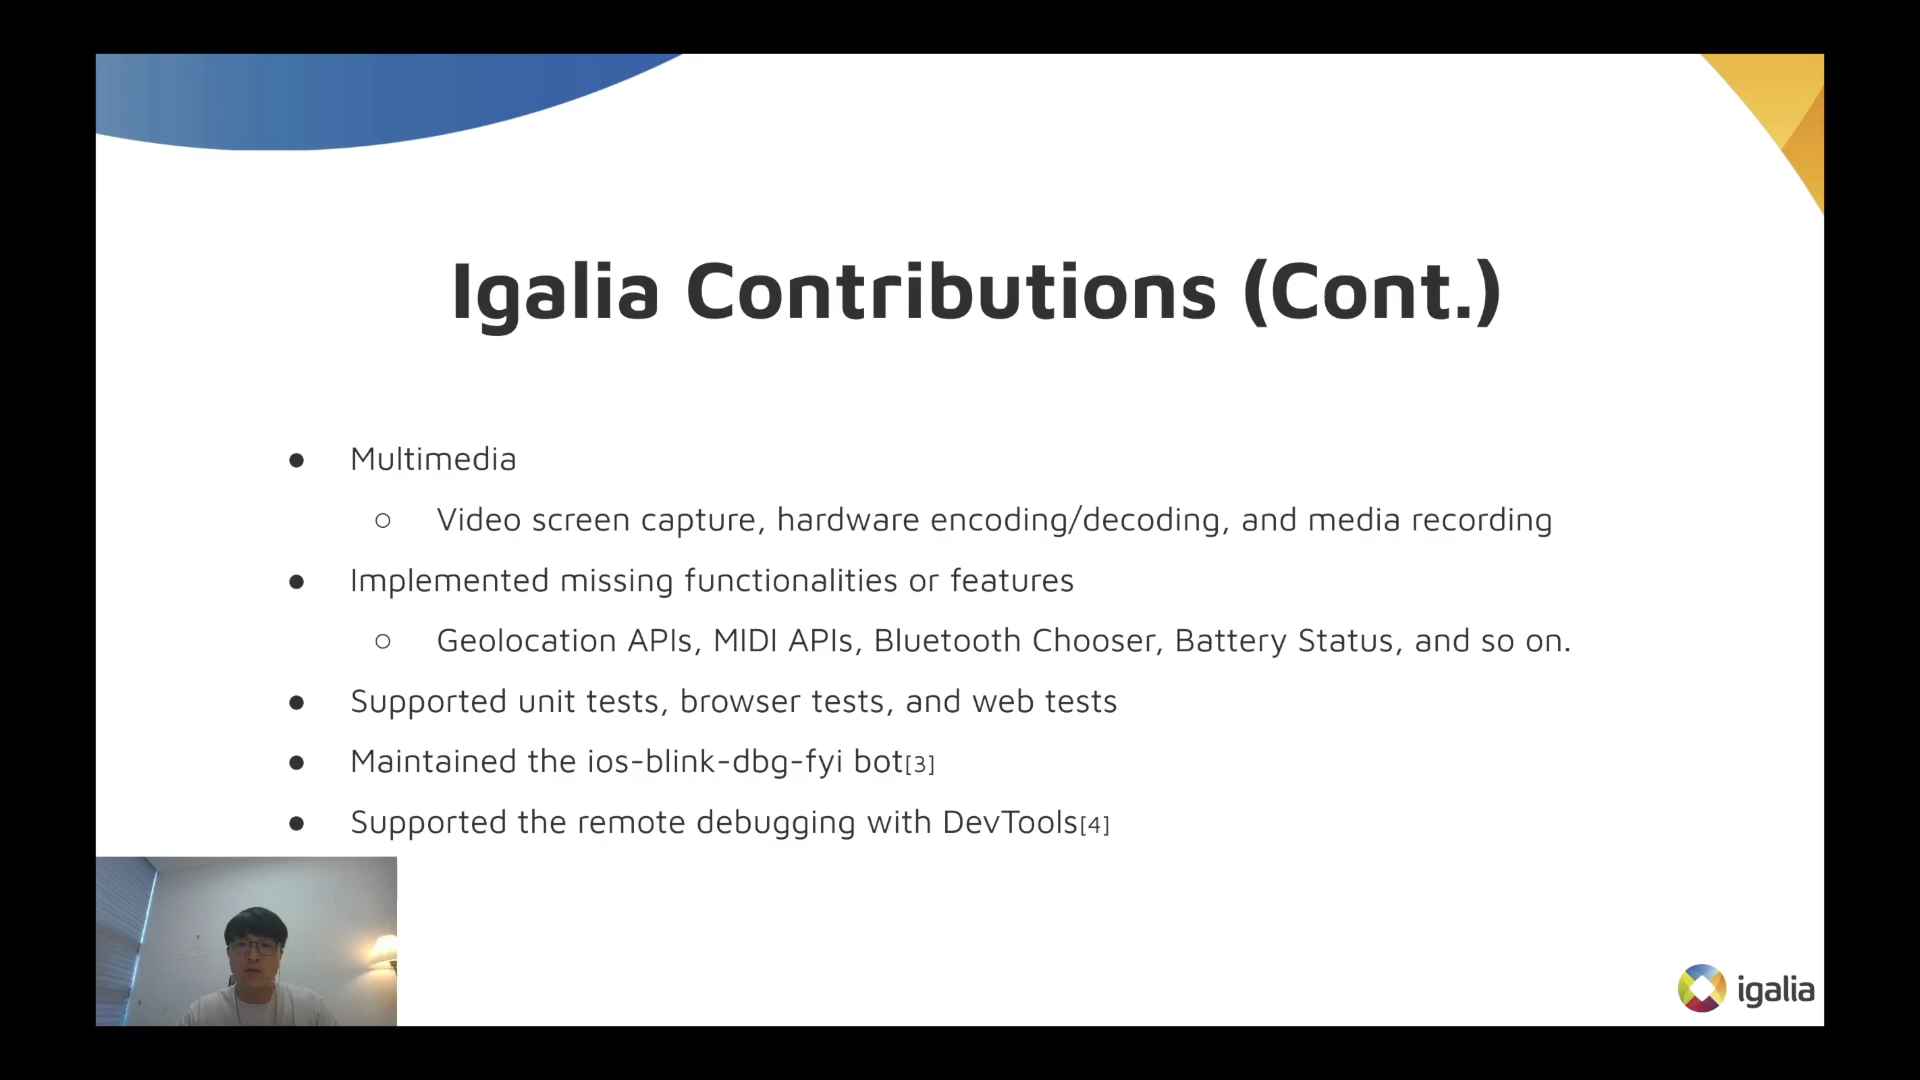 Igalia Contributions (Cont.)
● Multimedia
○ Video screen capture, hardware encoding/decoding, and media recording
● Implemented missing functionalities or features
○ Geolocation APIs, MIDI APIs, Bluetooth Chooser, Battery Status, and so on.
● Supported unit tests, browser tests, and web tests
● Maintained the ios-blink-dbg-fyi bot[3]
● Supported the remote debugging with DevTools[4]
igalia